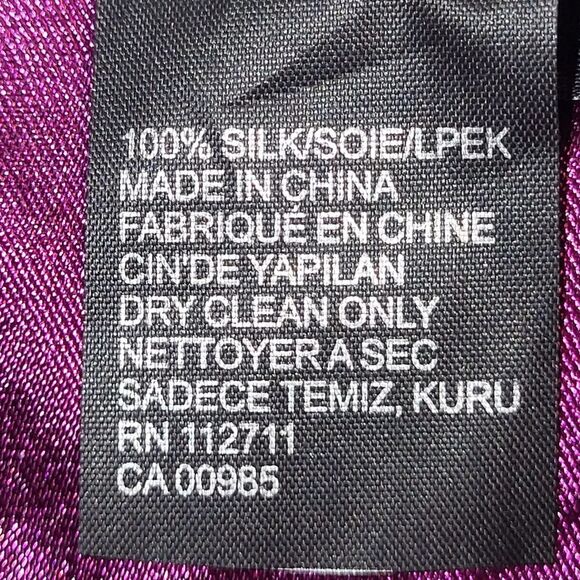 100% SILK/SOIE/LPEK
MADE IN CHINA
FABRIQUÉ EN CHINE
CIN'DE YAPILAN
DRY CLEAN ONLY
NETTOYER A SEC
SADECE TEMIZ, KURU
RN 112711
CA 00985